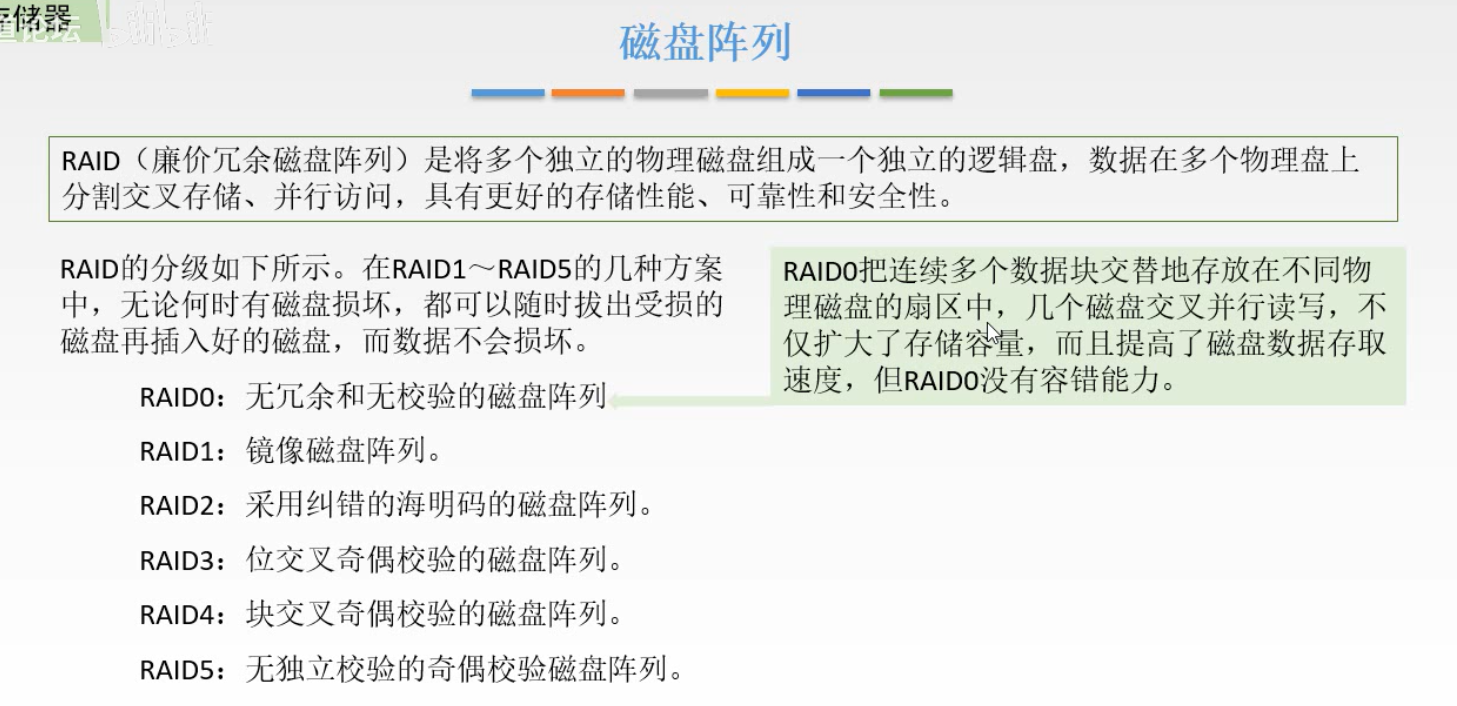 存储器
道论坛
磁盘阵列
RAID（廉价冗余磁盘阵列）是将多个独立的物理磁盘组成一个独立的逻辑盘，数据在多个物理盘上
分割交叉存储、并行访问，具有更好的存储性能、可靠性和安全性。
RAID的分级如下所示。在RAID1～RAID5的几种方案
中，无论何时有磁盘损坏，都可以随时拔出受损的
磁盘再插入好的磁盘，而数据不会损坏。
RAID0：无冗余和无校验的磁盘阵列
RAID1：镜像磁盘阵列。
RAID2：采用纠错的海明码的磁盘阵列。
RAID3：位交叉奇偶校验的磁盘阵列。
RAID4：块交叉奇偶校验的磁盘阵列。
RAID5：无独立校验的奇偶校验磁盘阵列。
RAID0把连续多个数据块交替地存放在不同物
理磁盘的扇区中，几个磁盘交叉并行读写，不
仅扩大了存储容量，而且提高了磁盘数据存取
速度，但RAID0没有容错能力。